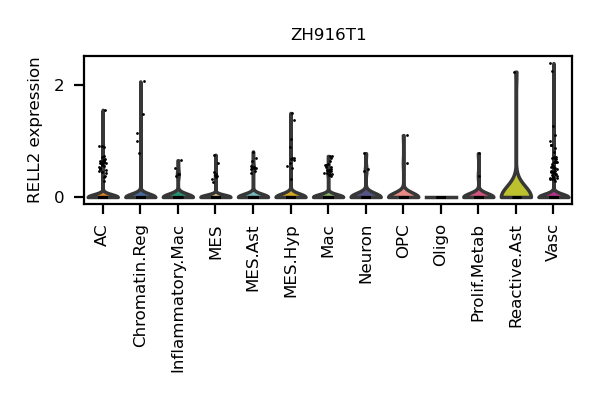 ZH916T1
RELL2 expression
2
0
AC
Chromatin.Reg
Inflammatory.Mac
MES
MES.Ast
MES.Hyp
Mac
Neuron
OPC
Oligo
Prolif.Metab
Reactive.Ast
Vasc